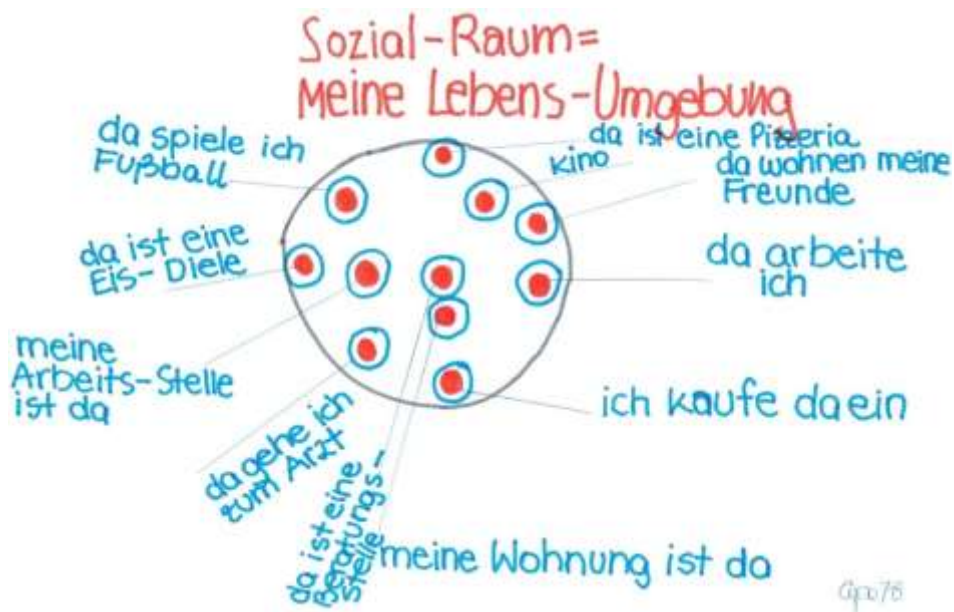 Sozial-Raum=
meine Lebens-Umgebung
da spiele ich
Fußball
da ist eine Pizzeria
Kino
da wohnen meine
Freunde
da ist eine
Eis-Diele
da arbeite
ich
meine
Arbeits-Stelle
ist da
ich kaufe da ein
da gehe ich
zum Arzt
da ist eine
Beratungs-
Stelle
meine Wohnung ist da